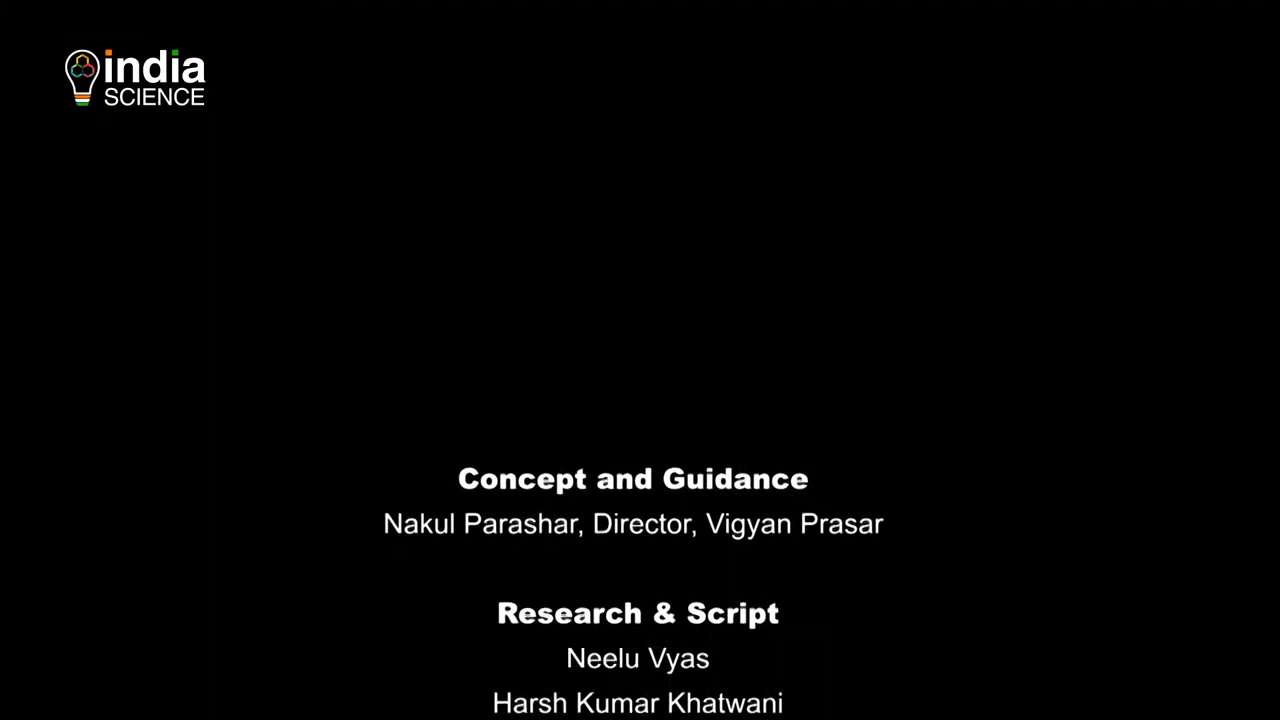 india
SCIENCE
Concept and Guidance
Nakul Parashar, Director, Vigyan Prasar
Research & Script
Neelu Vyas
Harsh Kumar Khatwani